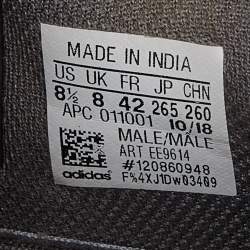 MADE IN INDIA
US UK FR JP CHN
8½ 8 42 265 260
APC 011001 10/18
MALE/MÂLE
ART EE9614
#120860948
adidas F%4XJ1Dw03409